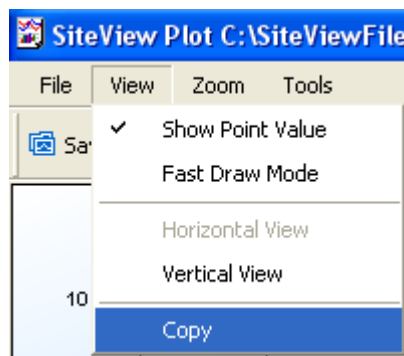 SiteView Plot C:\SiteViewFile
File View Zoom Tools
Show Point Value
Sa
Fast Draw Mode
Horizontal View
Vertical View
10
Copy